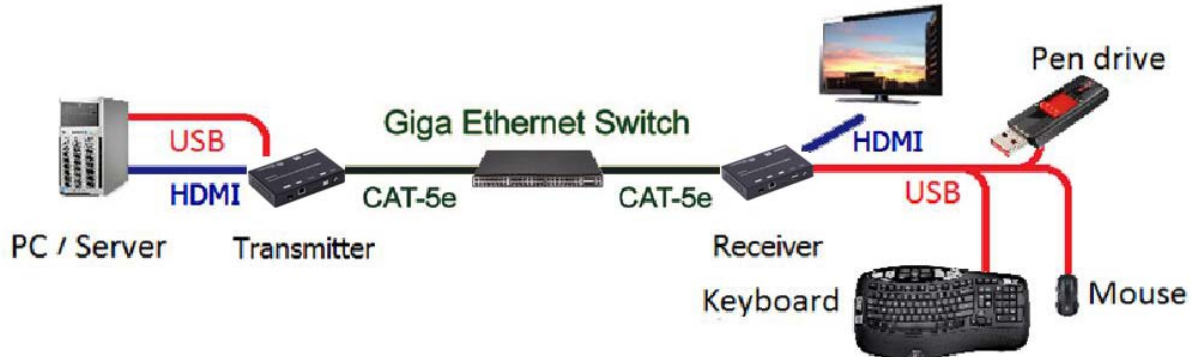 Pen drive
Giga Ethernet Switch
USB
HDMI
HDMI
CAT-5e
CAT-5e
USB
PC / Server
Transmitter
Receiver
Keyboard
Mouse